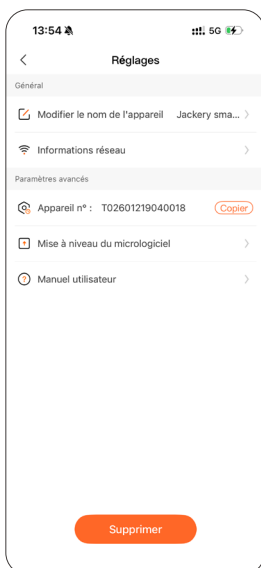 13:54 5G
Réglages
Général
Modifier le nom de l'appareil Jackery sma...
Informations réseau
Paramètres avancés
Appareil n° : T02601219040018 Copier
Mise à niveau du micrologiciel
Manuel utilisateur
Supprimer